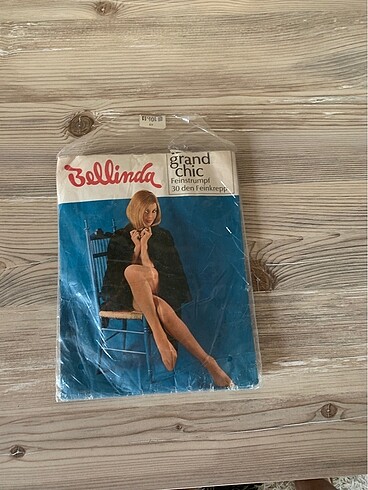 Bellinda
grand
chic
Feinstrumpf
30 den Feinkrepp